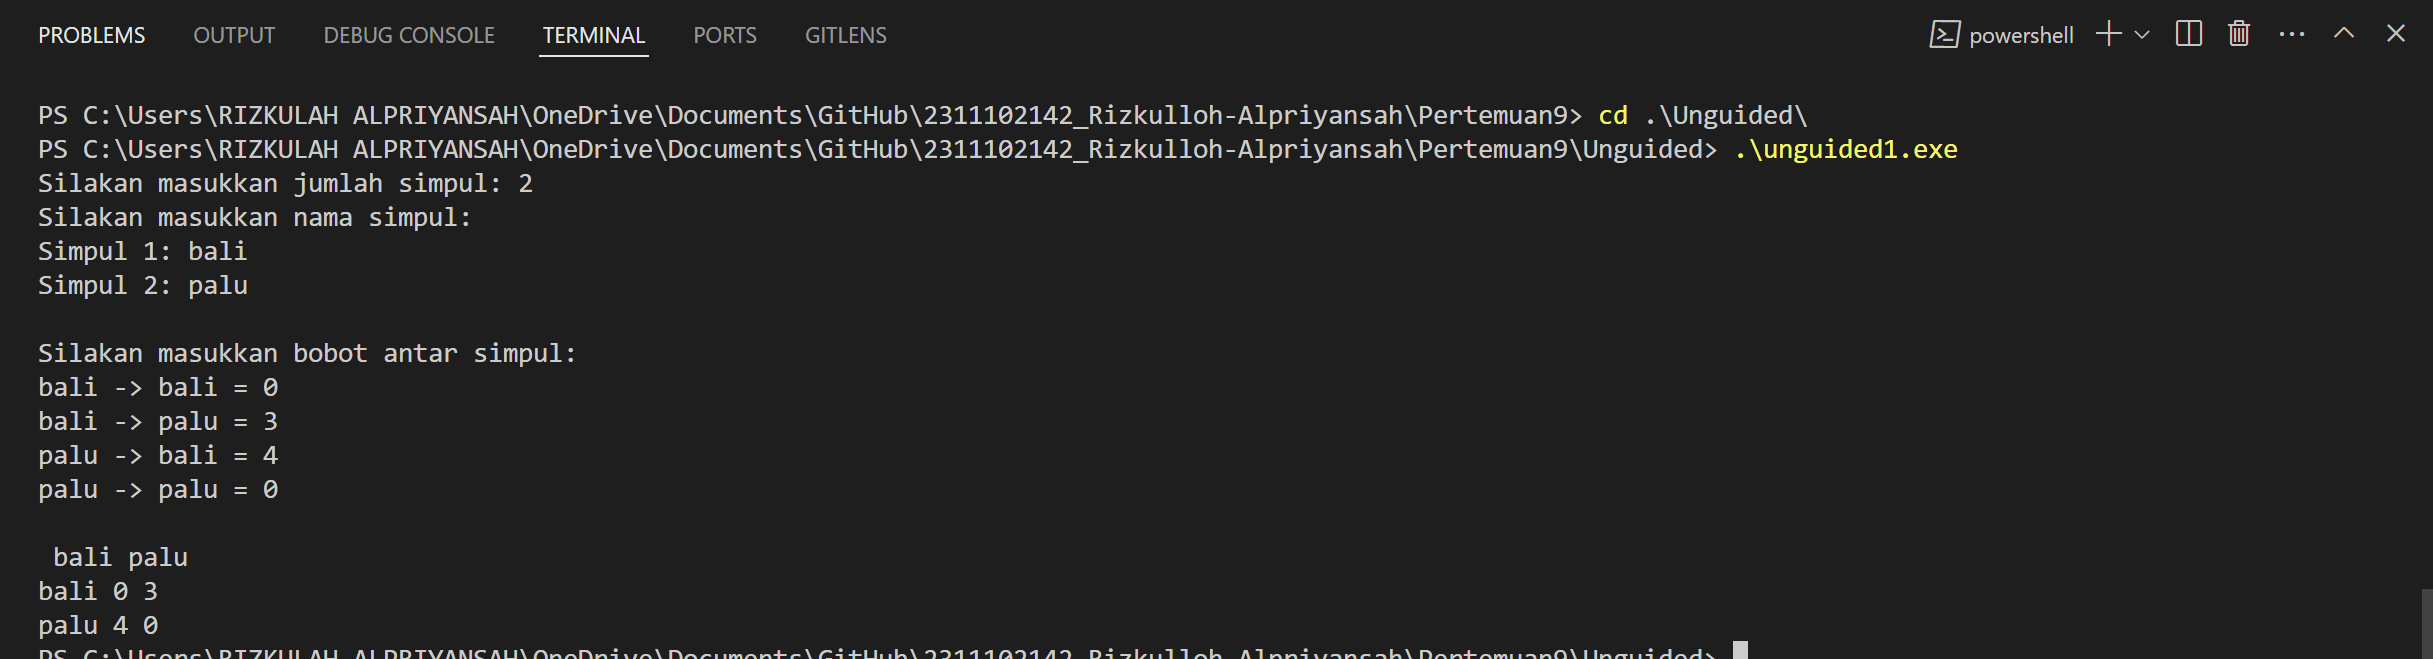 PROBLEMS OUTPUT DEBUG CONSOLE TERMINAL PORTS GITLENS powershell
PS C:\Users\RIZKULAH ALPRIYANSAH\OneDrive\Documents\GitHub\2311102142_Rizkulloh-Alpriyansah\Pertemuan9> cd .\Unguided\
PS C:\Users\RIZKULAH ALPRIYANSAH\OneDrive\Documents\GitHub\2311102142_Rizkulloh-Alpriyansah\Pertemuan9\Unguided> .\unguided1.exe
Silakan masukkan jumlah simpul: 2
Silakan masukkan nama simpul:
Simpul 1: bali
Simpul 2: palu
Silakan masukkan bobot antar simpul:
bali -> bali = 0
bali -> palu = 3
palu -> bali = 4
palu -> palu = 0
bali palu
bali 0 3
palu 4 0
PS C:\Users\RIZKULAH ALPRIYANSAH\OneDrive\Documents\GitHub\2311102142_Rizkulloh-Alpriyansah\Pertemuan9\Unguided>